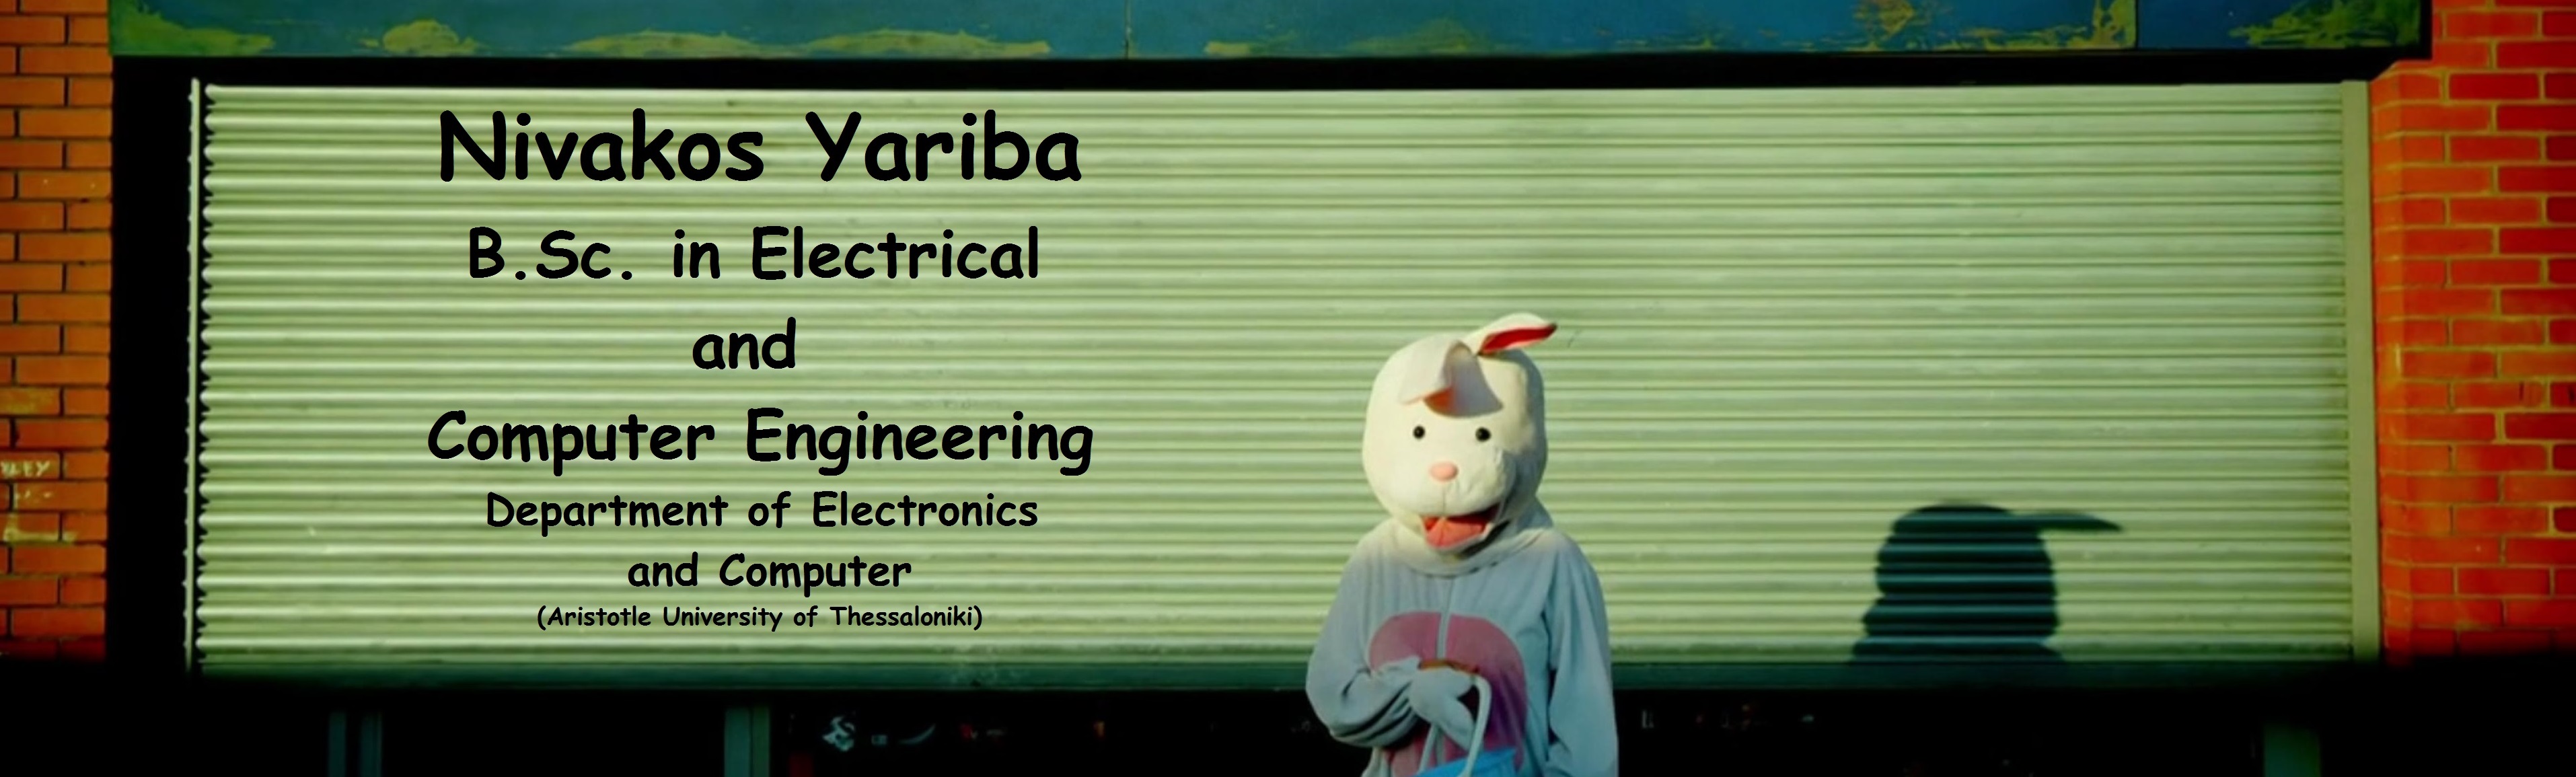 Nivakos Yariba
B.Sc. in Electrical
and
Computer Engineering
Department of Electronics
and Computer
(Aristotle University of Thessaloniki)